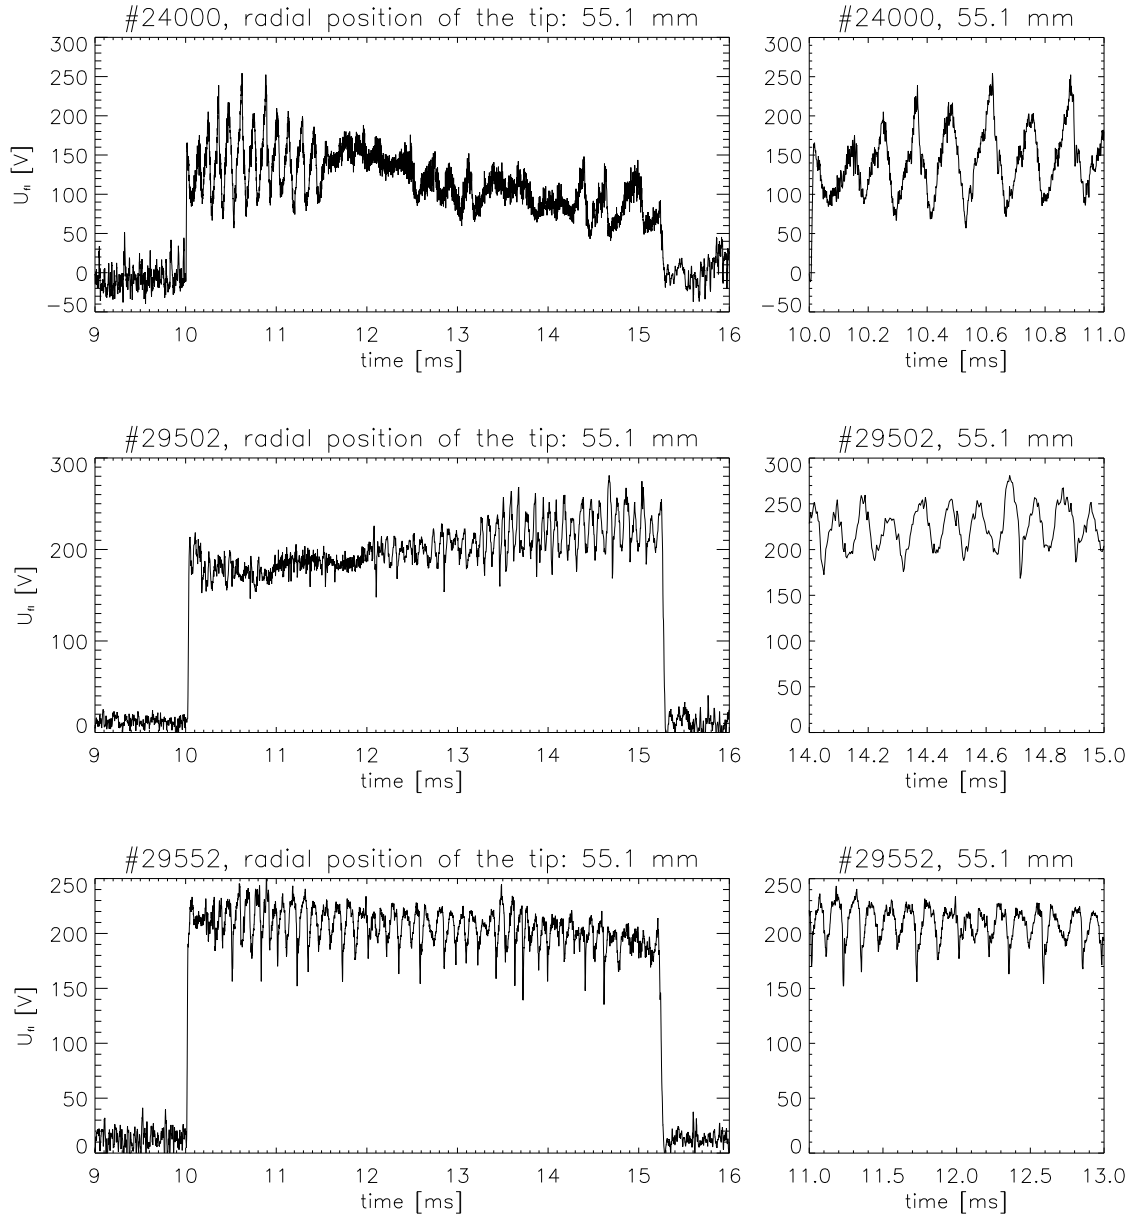 #24000, radial position of the tip: 55.1 mm
300
250
200
150
100
50
0
−50
U_fl [V]
9 10 11 12 13 14 15 16
time [ms]
#24000, 55.1 mm
300
250
200
150
100
50
0
−50
10.0 10.2 10.4 10.6 10.8 11.0
time [ms]
#29502, radial position of the tip: 55.1 mm
300
200
100
0
U_fl [V]
9 10 11 12 13 14 15 16
time [ms]
#29502, 55.1 mm
300
250
200
150
100
50
0
14.0 14.2 14.4 14.6 14.8 15.0
time [ms]
#29552, radial position of the tip: 55.1 mm
250
200
150
100
50
0
U_fl [V]
9 10 11 12 13 14 15 16
time [ms]
#29552, 55.1 mm
250
200
150
100
50
0
11.0 11.5 12.0 12.5 13.0
time [ms]